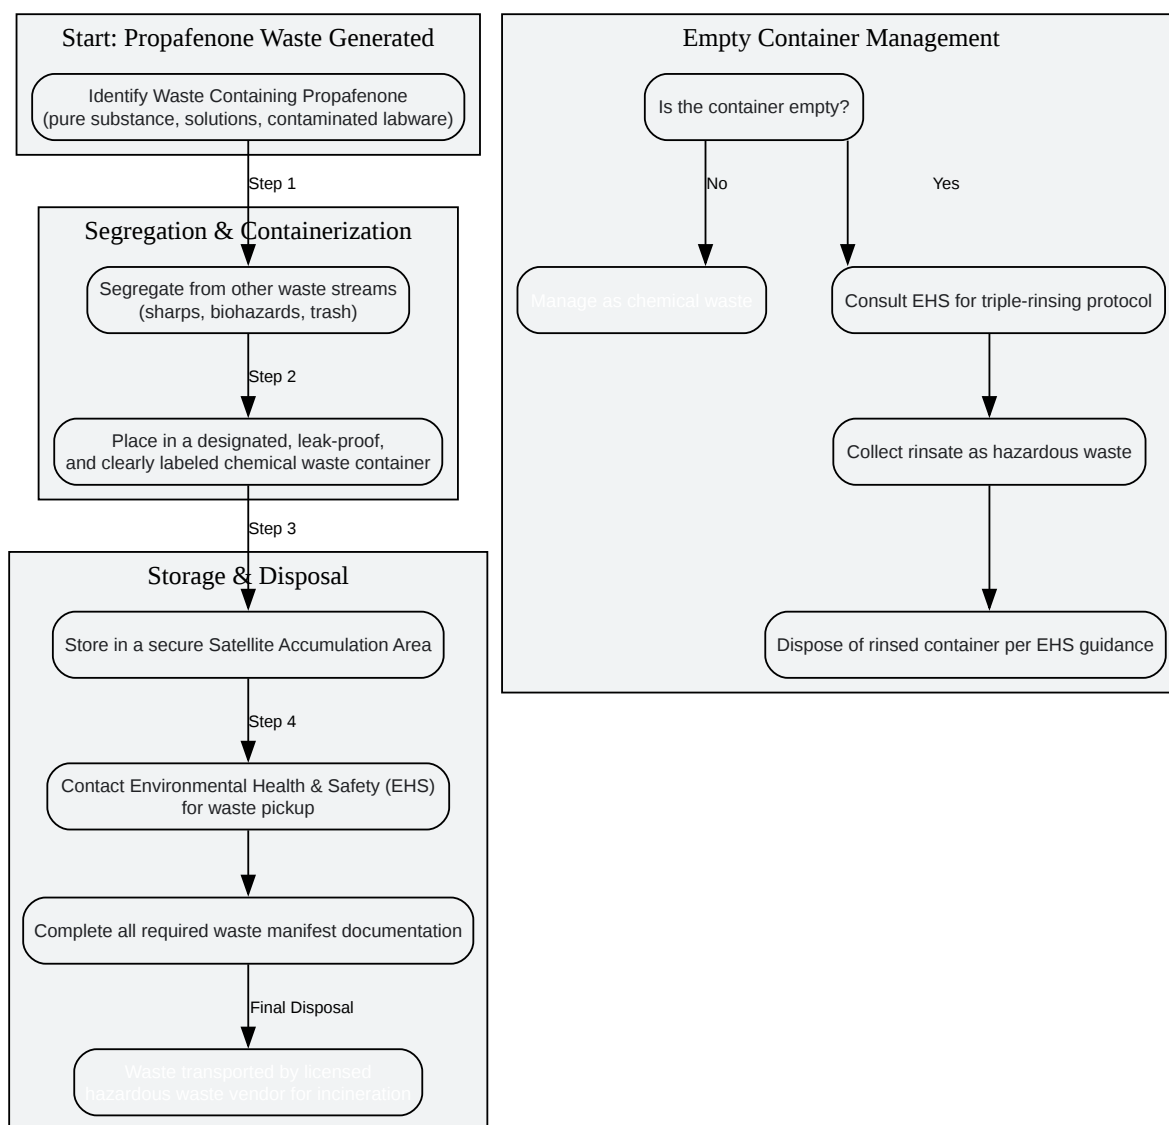 Start: Propafenone Waste Generated
Identify Waste Containing Propafenone
(pure substance, solutions, contaminated labware)
Step 1
Segregation & Containerization
Segregate from other waste streams
(sharps, biohazards, trash)
Step 2
Place in a designated, leak-proof,
and clearly labeled chemical waste container
Step 3
Storage & Disposal
Store in a secure Satellite Accumulation Area
Step 4
Contact Environmental Health & Safety (EHS)
for waste pickup
Complete all required waste manifest documentation
Final Disposal
Waste transported by licensed
hazardous waste vendor for incineration
Empty Container Management
Is the container empty?
No
Yes
Manage as chemical waste
Consult EHS for triple-rinsing protocol
Collect rinsate as hazardous waste
Dispose of rinsed container per EHS guidance